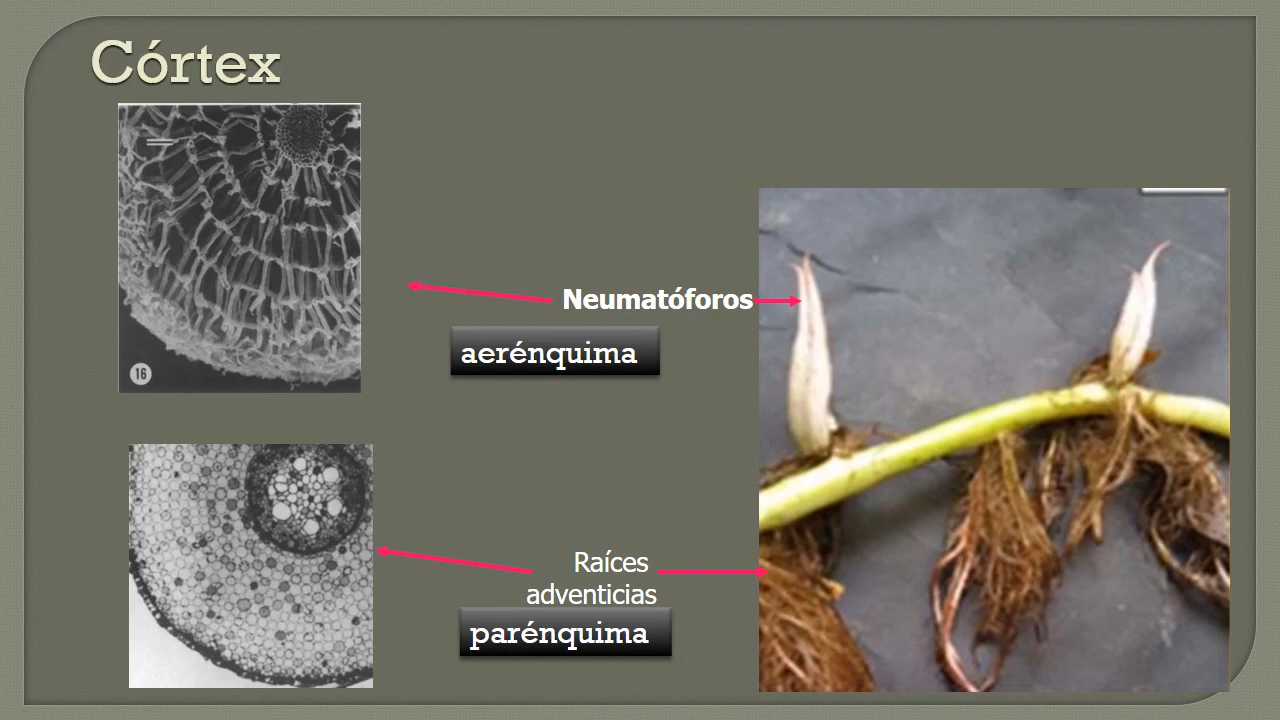 Córtex
16
Neumatóforos
aerénquima
Raíces
adventicias
parénquima